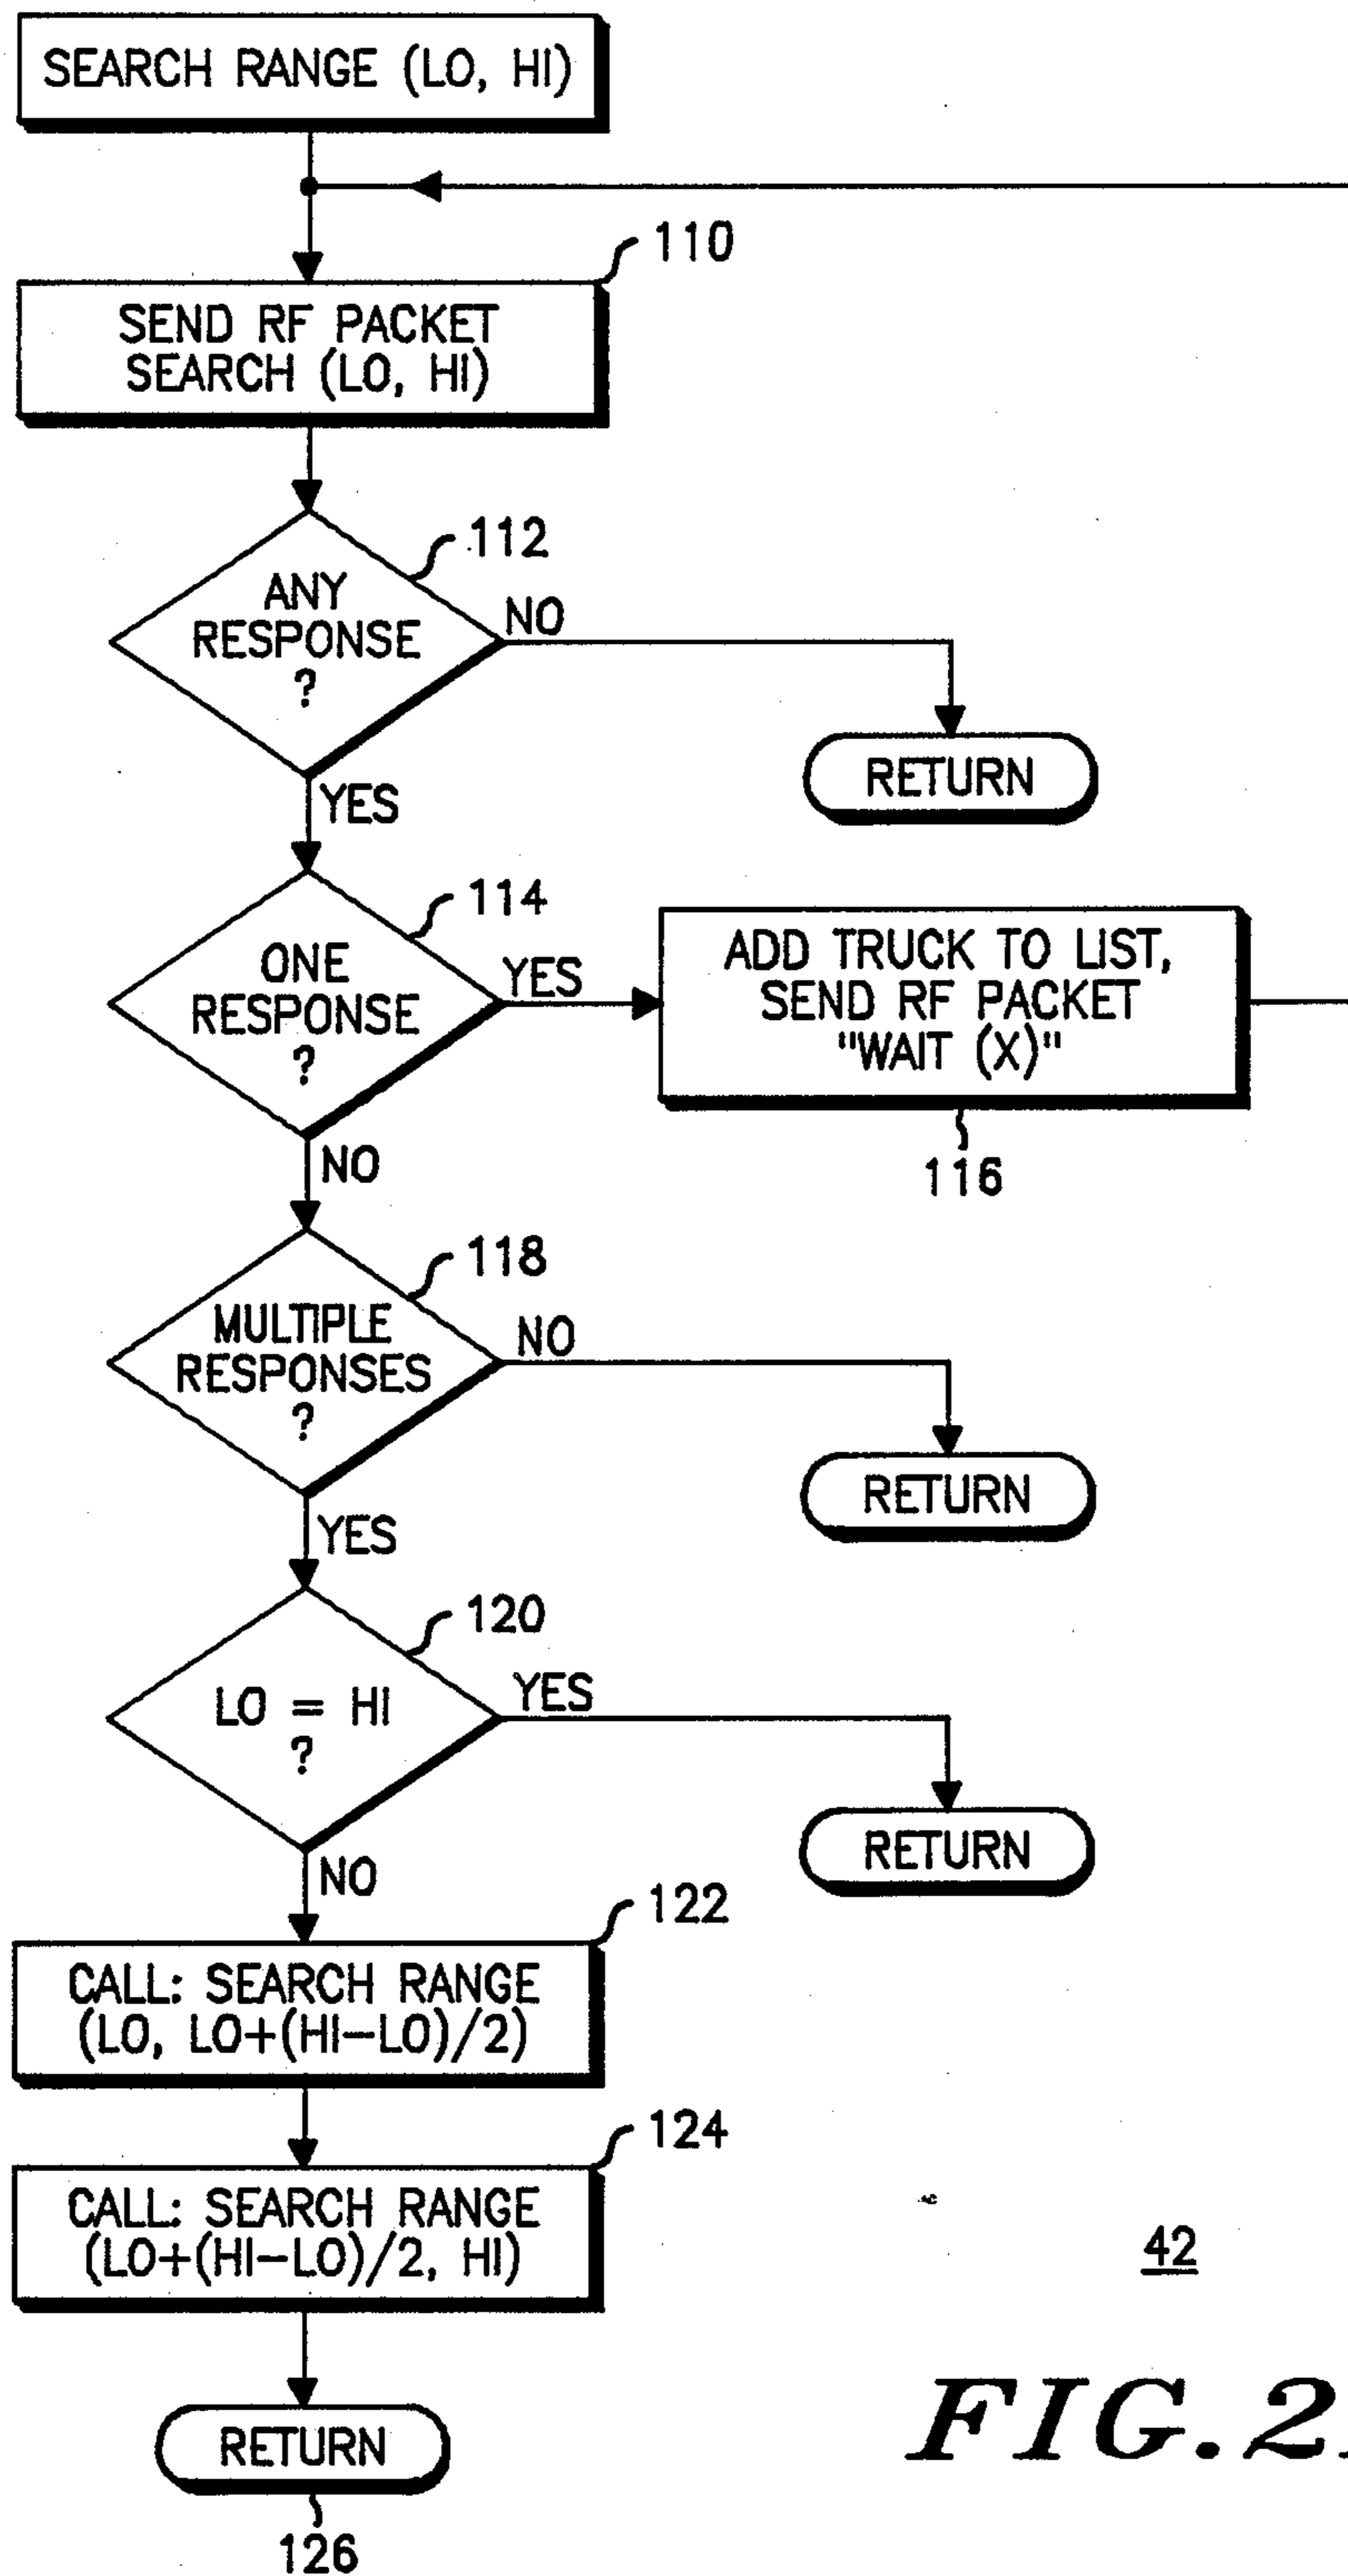 SEARCH RANGE (LO, HI)
110
SEND RF PACKET
SEARCH (LO, HI)
112
ANY
RESPONSE
?
NO
RETURN
YES
114
ONE
RESPONSE
?
YES
ADD TRUCK TO LIST,
SEND RF PACKET
"WAIT (X)"
116
NO
118
MULTIPLE
RESPONSES
?
NO
RETURN
YES
120
LO = HI
?
YES
RETURN
NO
122
CALL: SEARCH RANGE
(LO, LO+(HI-LO)/2)
124
CALL: SEARCH RANGE
(LO+(HI-LO)/2, HI)
42
RETURN
126
FIG.2